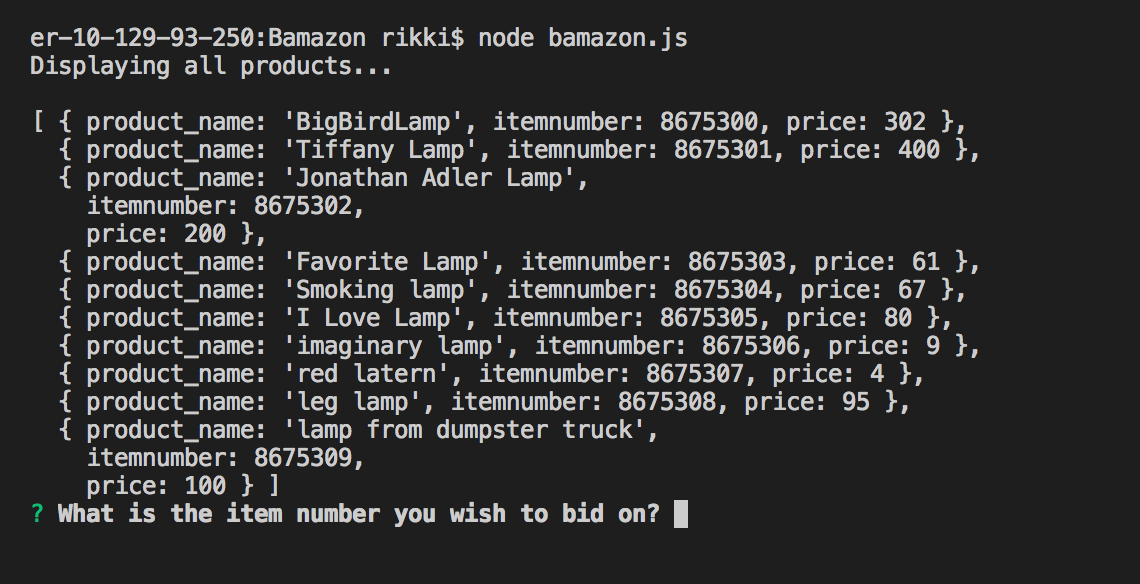 er-10-129-93-250:Bamazon rikki$ node bamazon.js
Displaying all products...
[ { product_name: 'BigBirdLamp', itemnumber: 8675300, price: 302 },
{ product_name: 'Tiffany Lamp', itemnumber: 8675301, price: 400 },
{ product_name: 'Jonathan Adler Lamp',
itemnumber: 8675302,
price: 200 },
{ product_name: 'Favorite Lamp', itemnumber: 8675303, price: 61 },
{ product_name: 'Smoking lamp', itemnumber: 8675304, price: 67 },
{ product_name: 'I Love Lamp', itemnumber: 8675305, price: 80 },
{ product_name: 'imaginary lamp', itemnumber: 8675306, price: 9 },
{ product_name: 'red latern', itemnumber: 8675307, price: 4 },
{ product_name: 'leg lamp', itemnumber: 8675308, price: 95 },
{ product_name: 'lamp from dumpster truck',
itemnumber: 8675309,
price: 100 } ]
? What is the item number you wish to bid on?